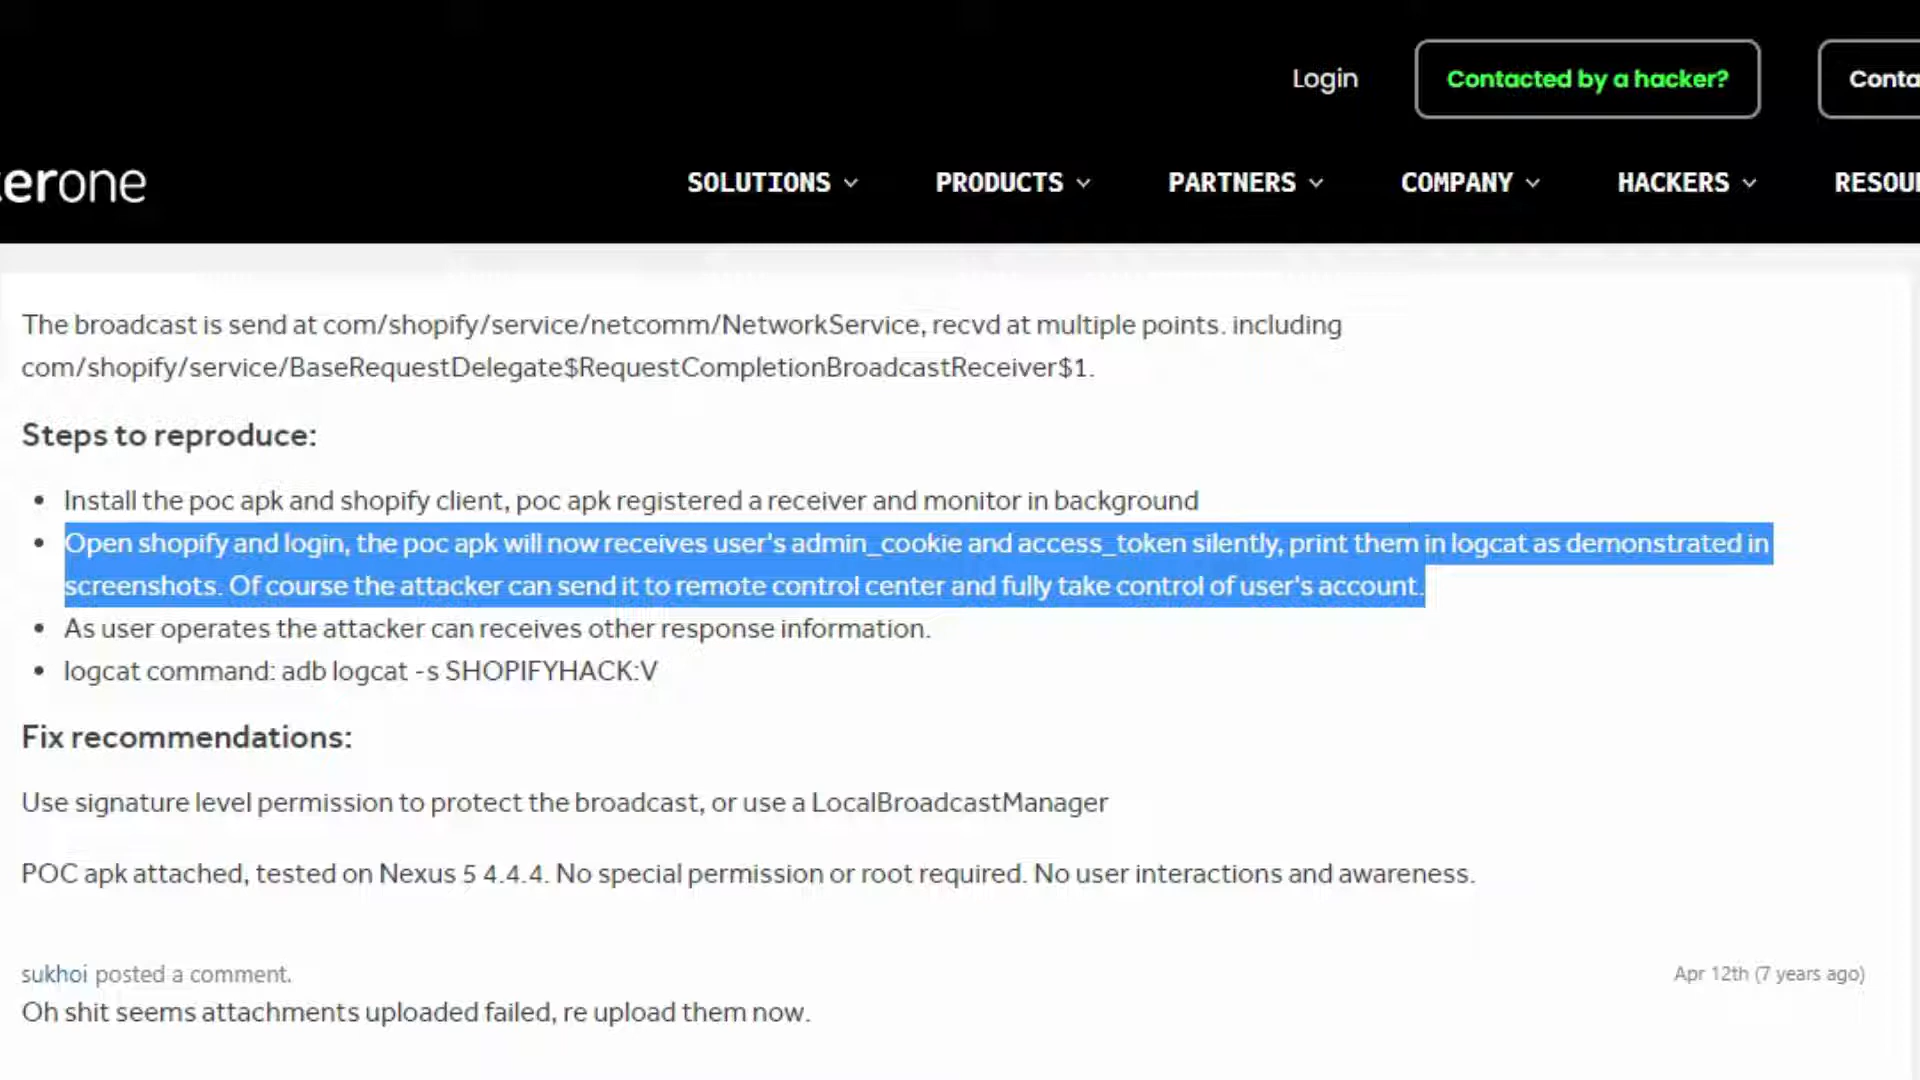 Login
Contacted by a hacker?
Conta
erone
SOLUTIONS
PRODUCTS
PARTNERS
COMPANY
HACKERS
RESOU
The broadcast is send at com/shopify/service/netcomm/NetworkService, recvd at multiple points. including
com/shopify/service/BaseRequestDelegate$RequestCompletionBroadcastReceiver$1.
Steps to reproduce:
• Install the poc apk and shopify client, poc apk registered a receiver and monitor in background
• Open shopify and login, the poc apk will now receives user's admin_cookie and access_token silently, print them in logcat as demonstrated in
screenshots. Of course the attacker can send it to remote control center and fully take control of user's account.
• As user operates the attacker can receives other response information.
• logcat command: adb logcat -s SHOPIFYHACK:V
Fix recommendations:
Use signature level permission to protect the broadcast, or use a LocalBroadcastManager
POC apk attached, tested on Nexus 5 4.4.4. No special permission or root required. No user interactions and awareness.
sukhoi posted a comment.
Apr 12th (7 years ago)
Oh shit seems attachments uploaded failed, re upload them now.